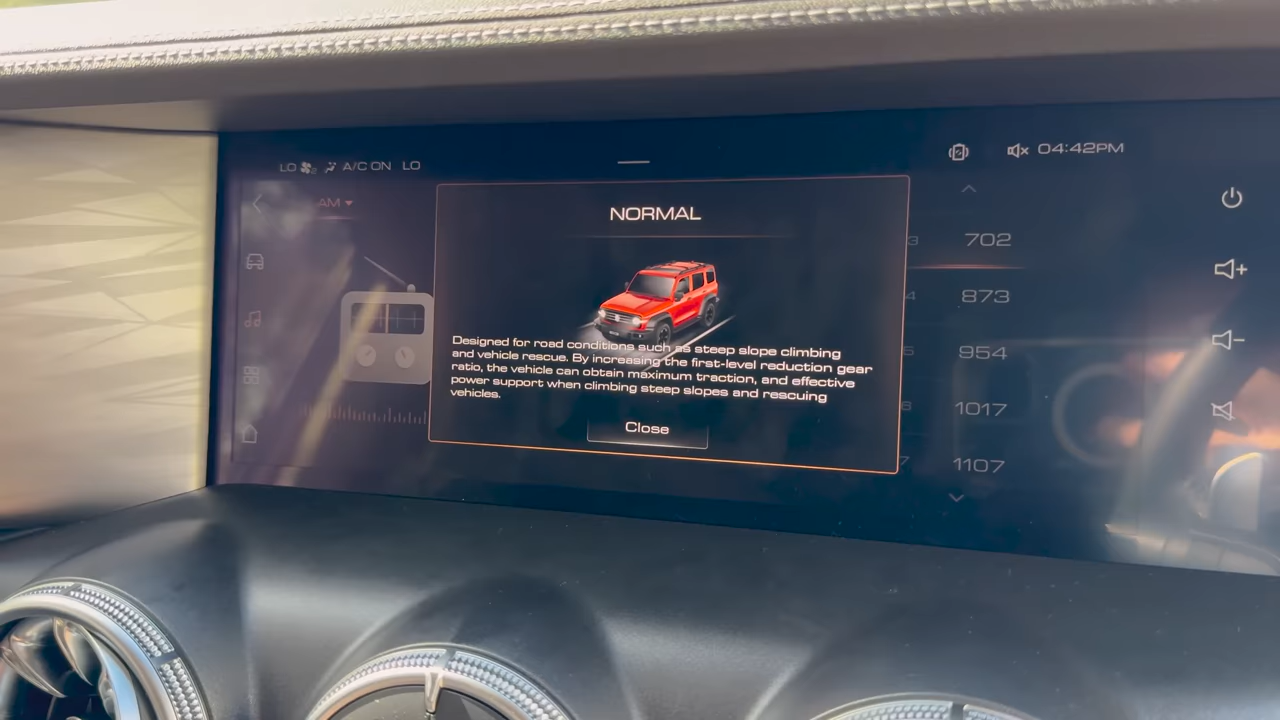 LO A/C ON LO
04:42PM
AM
NORMAL
702
873
954
1017
1107
Designed for road conditions such as steep slope climbing
and vehicle rescue. By increasing the first-level reduction gear
ratio, the vehicle can obtain maximum traction, and effective
power support when climbing steep slopes and rescuing
vehicles.
Close